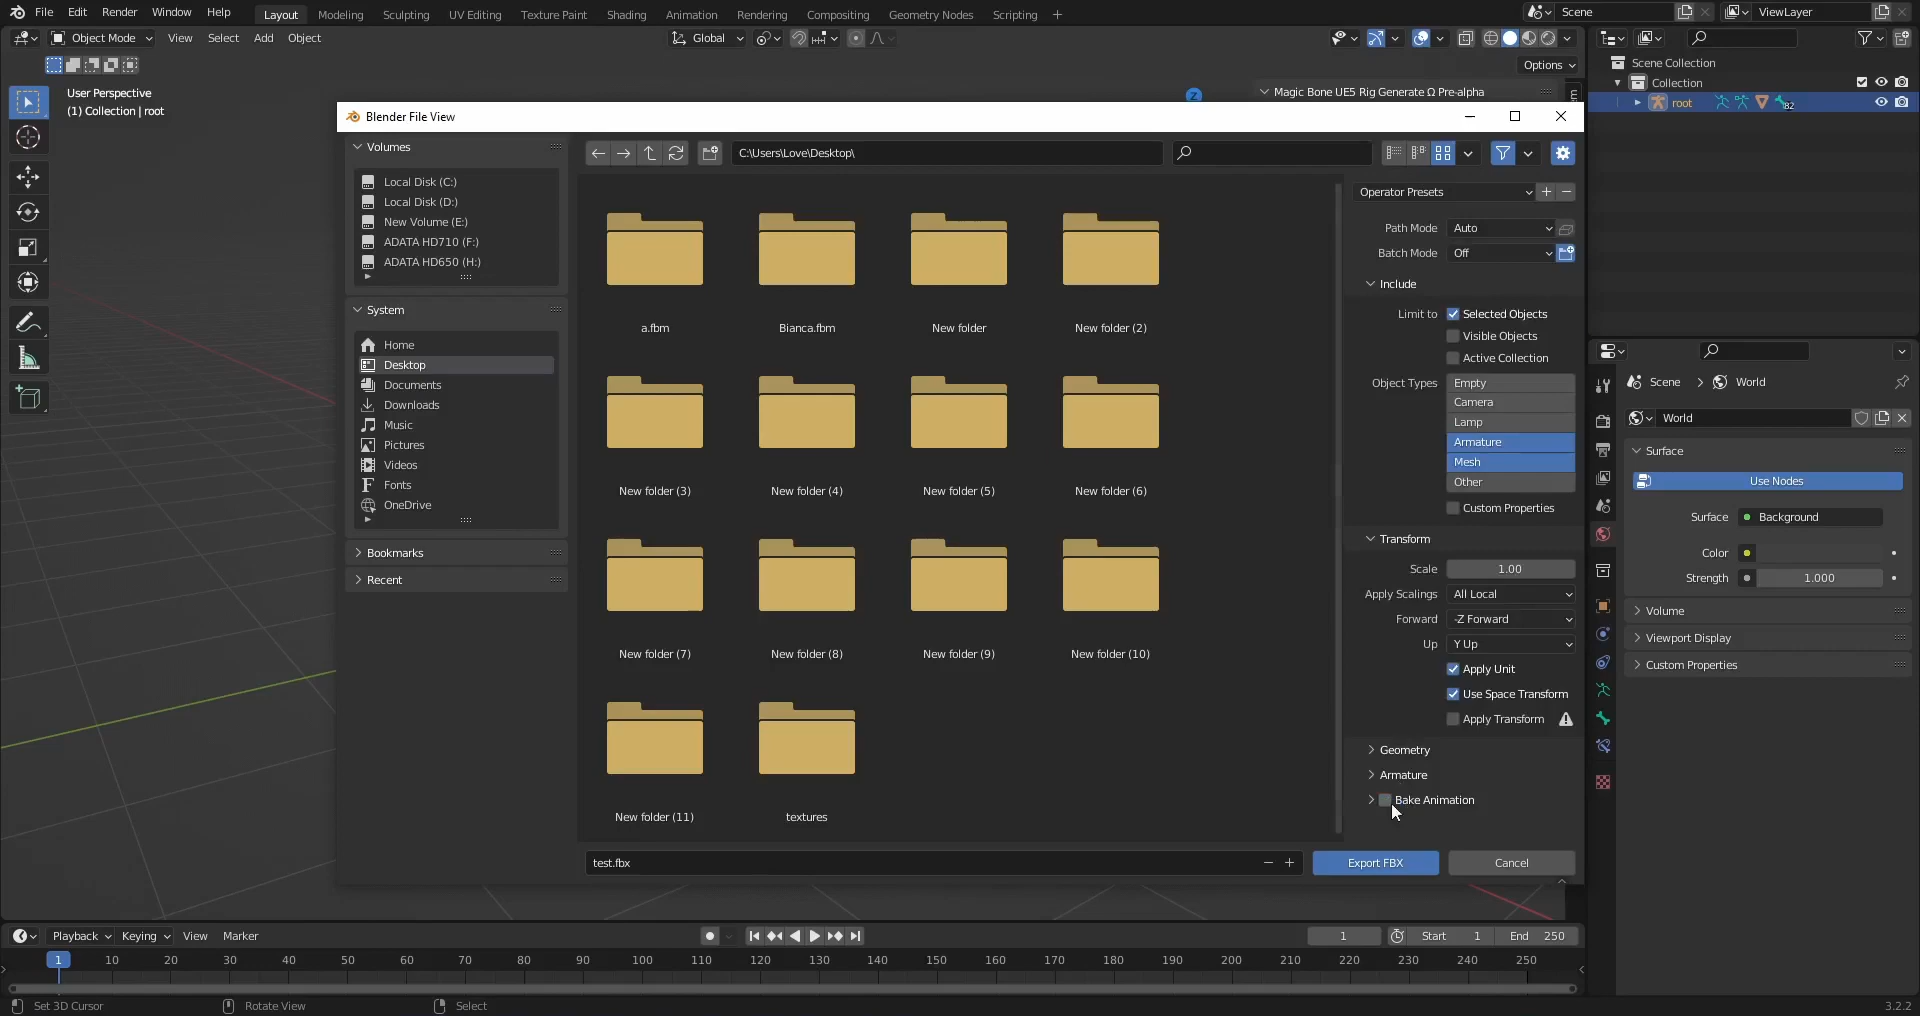 File Edit Render Window Help Layout Modeling Sculpting UV Editing Texture Paint Shading Animation Rendering Compositing Geometry Nodes Scripting + Scene ViewLayer
Object Mode View Select Add Object Global
Options
User Perspective
(1) Collection | root
Magic Bone UE5 Rig Generate Ω Pre-alpha
Z
Scene Collection
Collection
root 82
Blender File View
Volumes
Local Disk (C:)
Local Disk (D:)
New Volume (E:)
ADATA HD710 (F:)
ADATA HD650 (H:)
System
Home
Desktop
Documents
Downloads
Music
Pictures
Videos
Fonts
OneDrive
Bookmarks
Recent
C:\Users\Love\Desktop\
a.fbm Bianca.fbm New folder New folder (2)
New folder (3) New folder (4) New folder (5) New folder (6)
New folder (7) New folder (8) New folder (9) New folder (10)
New folder (11) textures
Operator Presets
Path Mode Auto
Batch Mode Off
Include
Limit to Selected Objects
Visible Objects
Active Collection
Object Types Empty
Camera
Lamp
Armature
Mesh
Other
Custom Properties
Transform
Scale 1.00
Apply Scalings All Local
Forward -Z Forward
Up Y Up
Apply Unit
Use Space Transform
Apply Transform
Geometry
Armature
Bake Animation
test.fbx Export FBX Cancel
Scene > World
World
Surface
Use Nodes
Surface Background
Color
Strength 1.000
Volume
Viewport Display
Custom Properties
Playback Keying View Marker 1 Start 1 End 250
1 10 20 30 40 50 60 70 80 90 100 110 120 130 140 150 160 170 180 190 200 210 220 230 240 250
Set 3D Cursor Rotate View Select 3.2.2